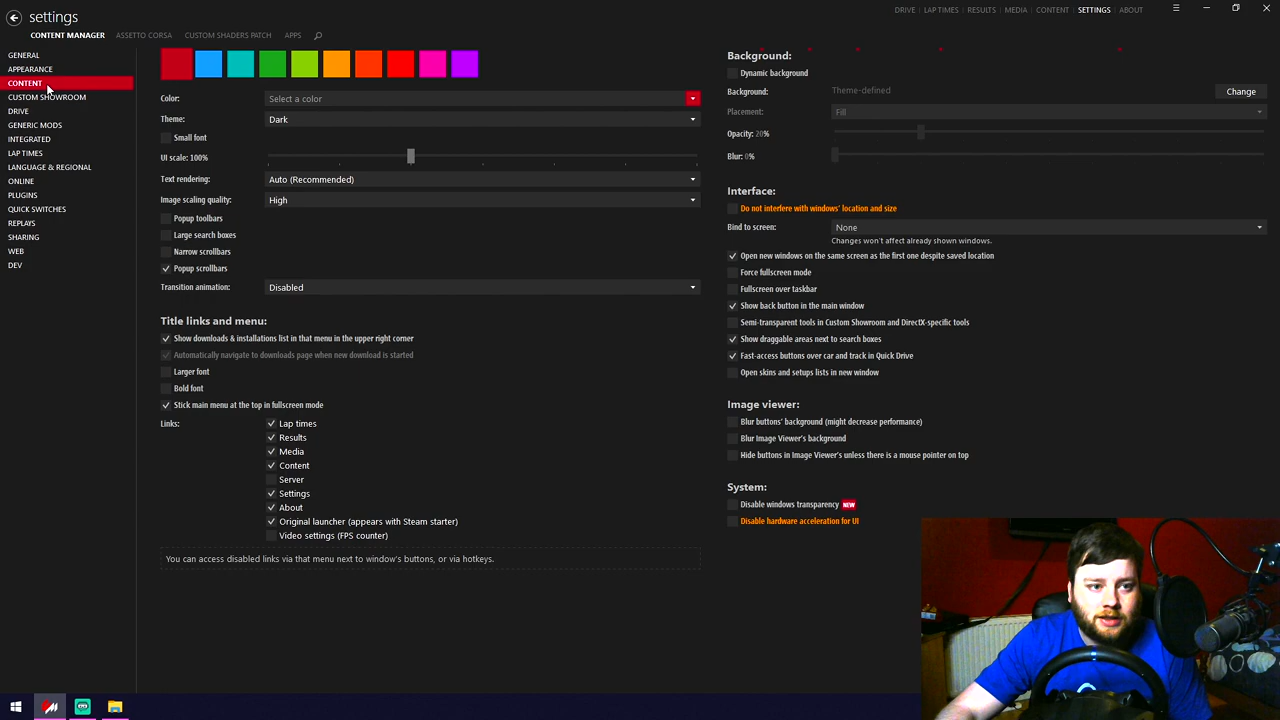 settings
DRIVE LAP TIMES RESULTS MEDIA CONTENT SETTINGS ABOUT
CONTENT MANAGER ASSETTO CORSA CUSTOM SHADERS PATCH APPS
GENERAL
APPEARANCE
CONTENT
CUSTOM SHOWROOM
DRIVE
GENERIC MODS
INTEGRATED
LAP TIMES
LANGUAGE & REGIONAL
ONLINE
PLUGINS
QUICK SWITCHES
REPLAYS
SHARING
WEB
DEV
Color: Select a color
Theme: Dark
Small font
UI scale: 100%
Text rendering: Auto (Recommended)
Image scaling quality: High
Popup toolbars
Large search boxes
Narrow scrollbars
Popup scrollbars
Transition animation: Disabled
Title links and menu:
Show downloads & installations list in that menu in the upper right corner
Automatically navigate to downloads page when new download is started
Larger font
Bold font
Stick main menu at the top in fullscreen mode
Links: Lap times
Results
Media
Content
Server
Settings
About
Original launcher (appears with Steam starter)
Video settings (FPS counter)
You can access disabled links via that menu next to window's buttons, or via hotkeys.
Background:
Dynamic background
Background: Theme-defined Change
Placement: Fill
Opacity: 20%
Blur: 0%
Interface:
Do not interfere with windows' location and size
Bind to screen: None
Changes won't affect already shown windows.
Open new windows on the same screen as the first one despite saved location
Force fullscreen mode
Fullscreen over taskbar
Show back button in the main window
Semi-transparent tools in Custom Showroom and DirectX-specific tools
Show draggable areas next to search boxes
Fast-access buttons over car and track in Quick Drive
Open skins and setups lists in new window
Image viewer:
Blur buttons' background (might decrease performance)
Blur Image Viewer's background
Hide buttons in Image Viewer's unless there is a mouse pointer on top
System:
Disable windows transparency NEW
Disable hardware acceleration for UI